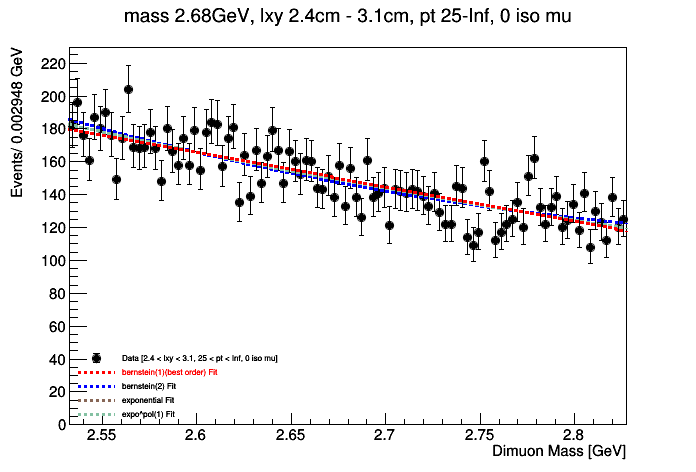 mass 2.68GeV, lxy 2.4cm - 3.1cm, pt 25-Inf, 0 iso mu
Events/ 0.002948 GeV
220
200
180
160
140
120
100
80
60
40
20
0
Data [2.4 < lxy < 3.1, 25 < pt < Inf, 0 iso mu]
bernstein(1)(best order) Fit
bernstein(2) Fit
exponential Fit
expo*pol(1) Fit
2.55 2.6 2.65 2.7 2.75 2.8
Dimuon Mass [GeV]